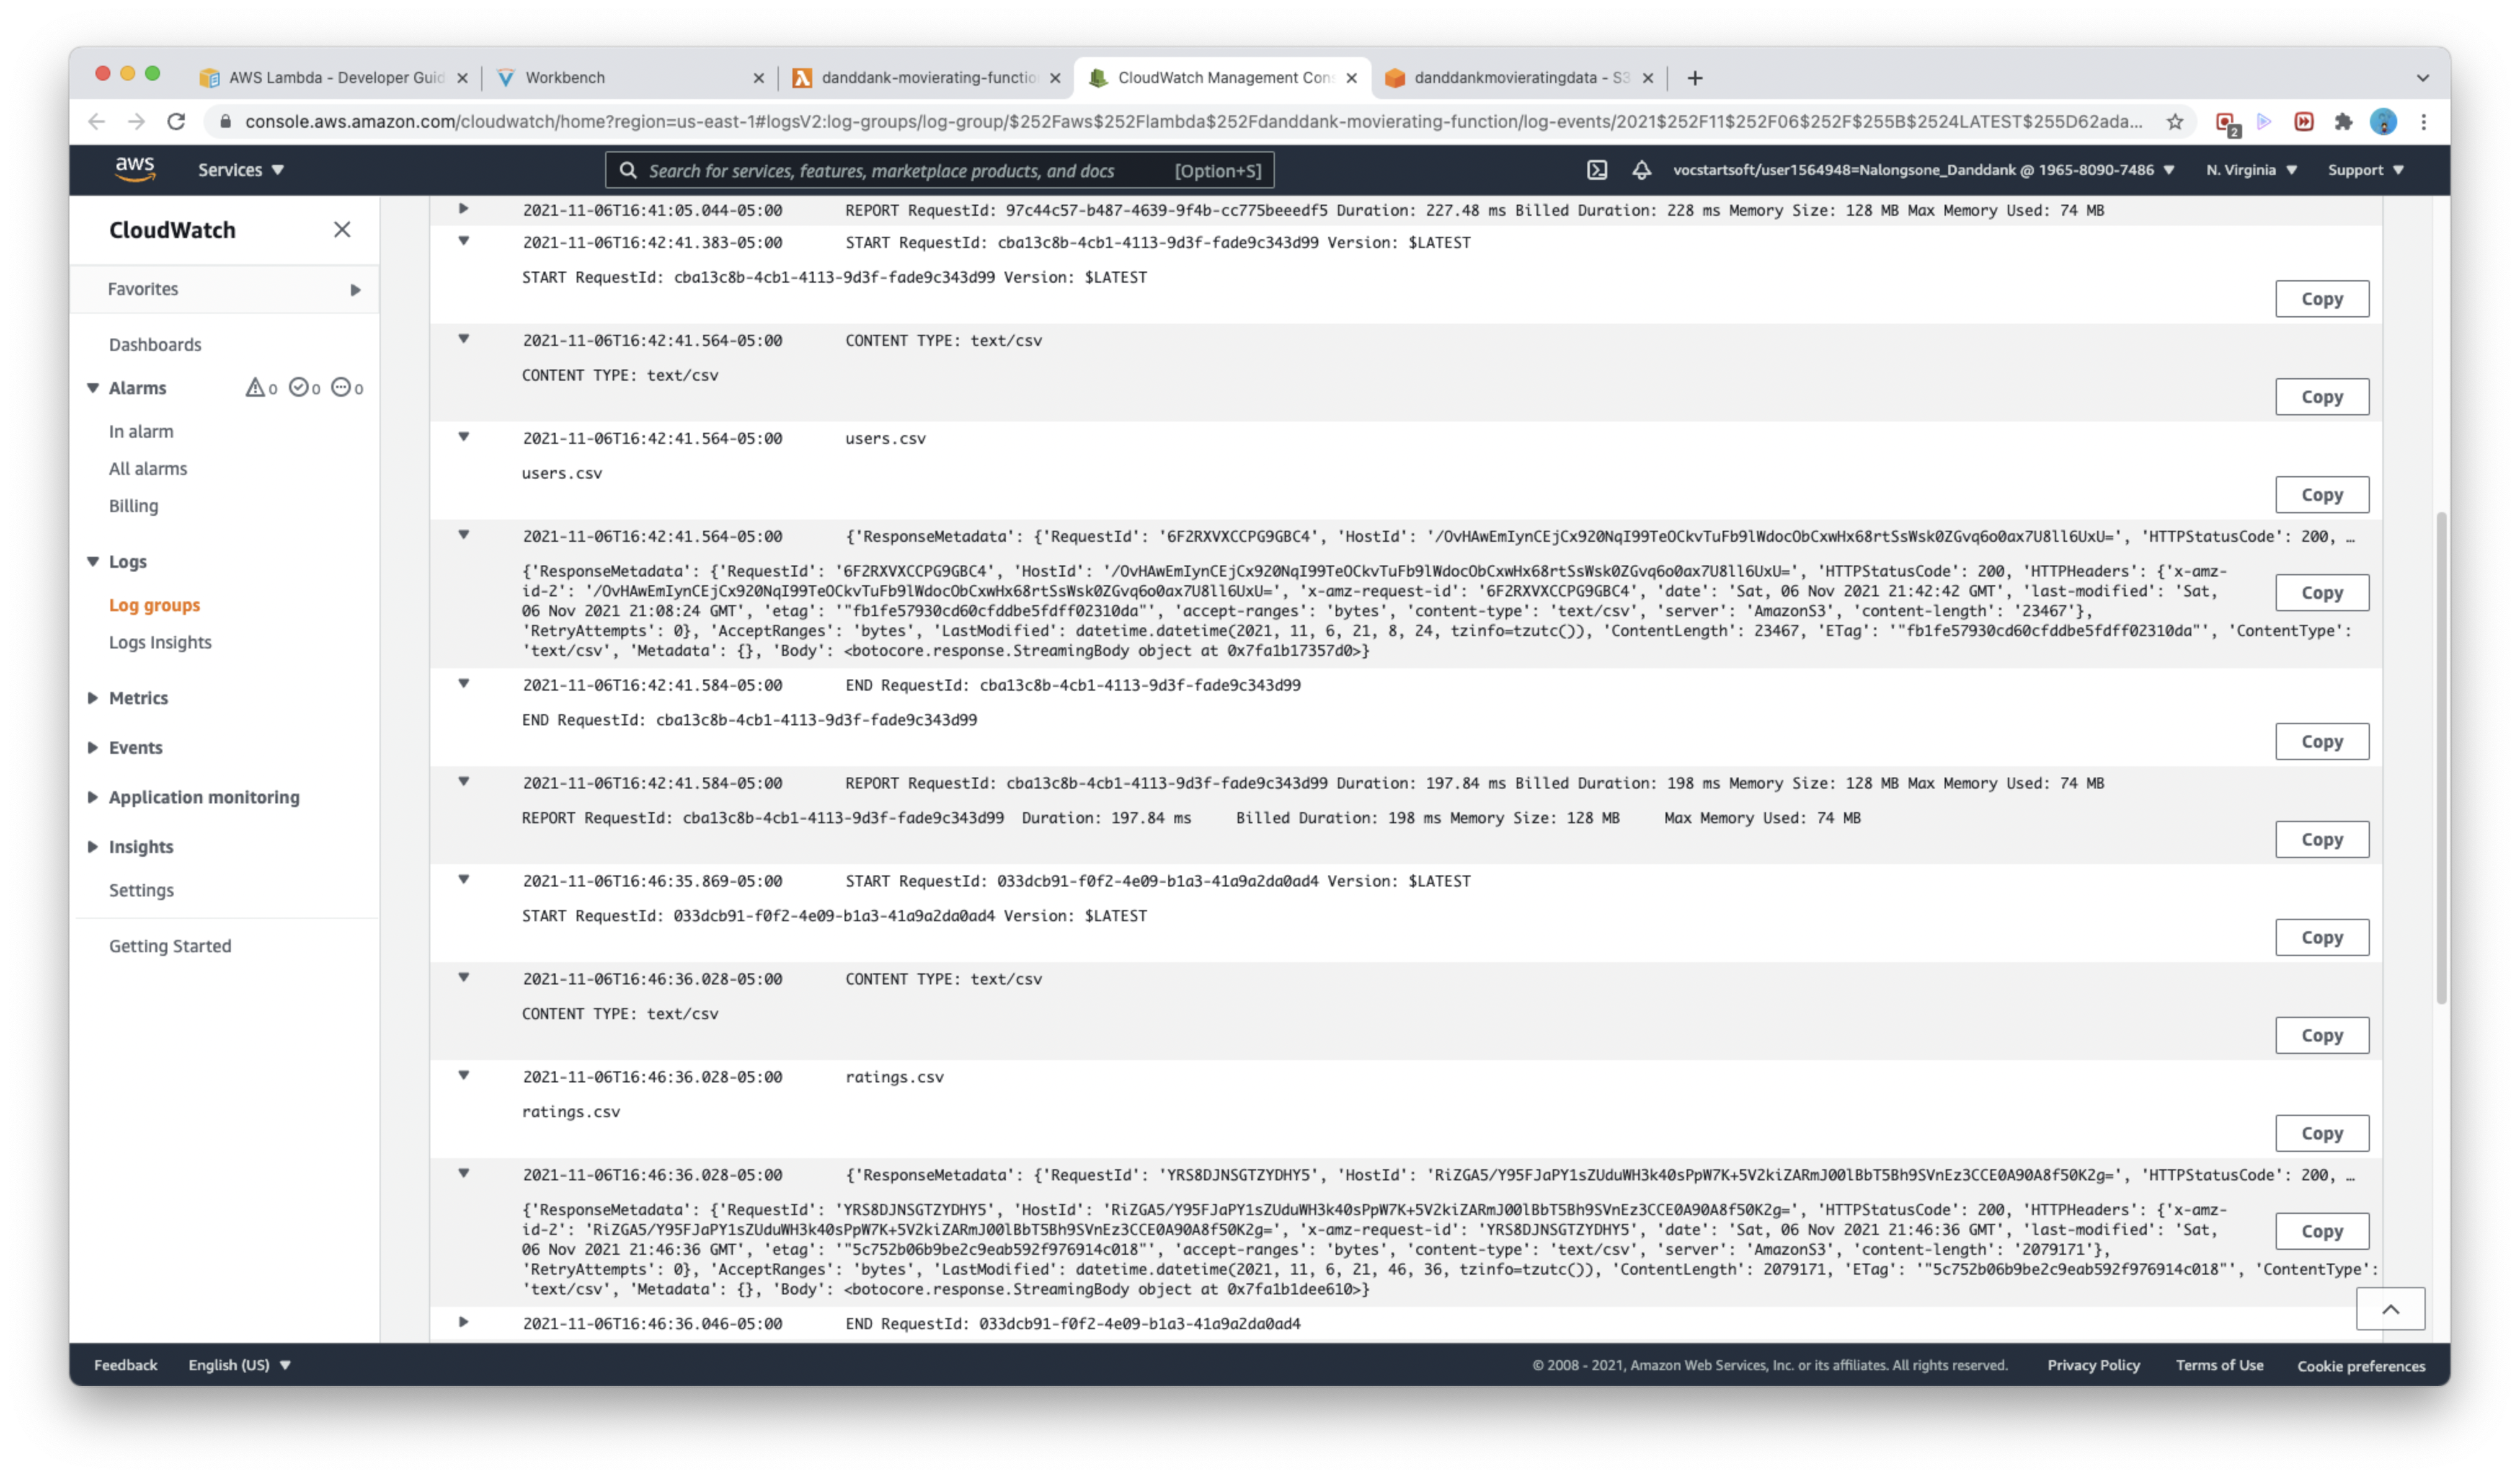 AWS Lambda - Developer Guid
Workbench
danddank-movierating-functio
CloudWatch Management Con
danddankmovieratingdata - S3
console.aws.amazon.com/cloudwatch/home?region=us-east-1#logsV2:log-groups/log-group/$252Faws$252Flambda$252Fdanddank-movierating-function/log-events/2021$252F11$252F06$252F$255B$2524LATEST$255D62ada...
2
aws
Services
Search for services, features, marketplace products, and docs
[Option+S]
vocstartsoft/user1564948=Nalongsone_Danddank @ 1965-8090-7486
N. Virginia
Support
CloudWatch
Favorites
Dashboards
Alarms
0
0
0
In alarm
All alarms
Billing
Logs
Log groups
Logs Insights
Metrics
Events
Application monitoring
Insights
Settings
Getting Started
2021-11-06T16:41:05.044-05:00 REPORT RequestId: 97c44c57-b487-4639-9f4b-cc775beeedf5 Duration: 227.48 ms Billed Duration: 228 ms Memory Size: 128 MB Max Memory Used: 74 MB
2021-11-06T16:42:41.383-05:00 START RequestId: cba13c8b-4cb1-4113-9d3f-fade9c343d99 Version: $LATEST
START RequestId: cba13c8b-4cb1-4113-9d3f-fade9c343d99 Version: $LATEST
Copy
2021-11-06T16:42:41.564-05:00 CONTENT TYPE: text/csv
CONTENT TYPE: text/csv
Copy
2021-11-06T16:42:41.564-05:00 users.csv
users.csv
Copy
2021-11-06T16:42:41.564-05:00 {'ResponseMetadata': {'RequestId': '6F2RXVXCCPG9GBC4', 'HostId': '/OvHAwEmIynCEjCx920NqI99TeOCkvTuFb9lWdocObCxwHx68rtSsWsk0ZGvq6o0ax7U8ll6UxU=', 'HTTPStatusCode': 200, …
{'ResponseMetadata': {'RequestId': '6F2RXVXCCPG9GBC4', 'HostId': '/OvHAwEmIynCEjCx920NqI99TeOCkvTuFb9lWdocObCxwHx68rtSsWsk0ZGvq6o0ax7U8ll6UxU=', 'HTTPStatusCode': 200, 'HTTPHeaders': {'x-amz-
id-2': '/OvHAwEmIynCEjCx920NqI99TeOCkvTuFb9lWdocObCxwHx68rtSsWsk0ZGvq6o0ax7U8ll6UxU=', 'x-amz-request-id': '6F2RXVXCCPG9GBC4', 'date': 'Sat, 06 Nov 2021 21:42:42 GMT', 'last-modified': 'Sat,
06 Nov 2021 21:08:24 GMT', 'etag': '"fb1fe57930cd60cfddbe5fdff02310da"', 'accept-ranges': 'bytes', 'content-type': 'text/csv', 'server': 'AmazonS3', 'content-length': '23467'},
'RetryAttempts': 0}, 'AcceptRanges': 'bytes', 'LastModified': datetime.datetime(2021, 11, 6, 21, 8, 24, tzinfo=tzutc()), 'ContentLength': 23467, 'ETag': '"fb1fe57930cd60cfddbe5fdff02310da"', 'ContentType':
'text/csv', 'Metadata': {}, 'Body': <botocore.response.StreamingBody object at 0x7fa1b17357d0>}
Copy
2021-11-06T16:42:41.584-05:00 END RequestId: cba13c8b-4cb1-4113-9d3f-fade9c343d99
END RequestId: cba13c8b-4cb1-4113-9d3f-fade9c343d99
Copy
2021-11-06T16:42:41.584-05:00 REPORT RequestId: cba13c8b-4cb1-4113-9d3f-fade9c343d99 Duration: 197.84 ms Billed Duration: 198 ms Memory Size: 128 MB Max Memory Used: 74 MB
REPORT RequestId: cba13c8b-4cb1-4113-9d3f-fade9c343d99 Duration: 197.84 ms Billed Duration: 198 ms Memory Size: 128 MB Max Memory Used: 74 MB
Copy
2021-11-06T16:46:35.869-05:00 START RequestId: 033dcb91-f0f2-4e09-b1a3-41a9a2da0ad4 Version: $LATEST
START RequestId: 033dcb91-f0f2-4e09-b1a3-41a9a2da0ad4 Version: $LATEST
Copy
2021-11-06T16:46:36.028-05:00 CONTENT TYPE: text/csv
CONTENT TYPE: text/csv
Copy
2021-11-06T16:46:36.028-05:00 ratings.csv
ratings.csv
Copy
2021-11-06T16:46:36.028-05:00 {'ResponseMetadata': {'RequestId': 'YRS8DJNSGTZYDHY5', 'HostId': 'RiZGA5/Y95FJaPY1sZUduWH3k40sPpW7K+5V2kiZARmJ00lBbT5Bh9SVnEz3CCE0A90A8f50K2g=', 'HTTPStatusCode': 200, …
{'ResponseMetadata': {'RequestId': 'YRS8DJNSGTZYDHY5', 'HostId': 'RiZGA5/Y95FJaPY1sZUduWH3k40sPpW7K+5V2kiZARmJ00lBbT5Bh9SVnEz3CCE0A90A8f50K2g=', 'HTTPStatusCode': 200, 'HTTPHeaders': {'x-amz-
id-2': 'RiZGA5/Y95FJaPY1sZUduWH3k40sPpW7K+5V2kiZARmJ00lBbT5Bh9SVnEz3CCE0A90A8f50K2g=', 'x-amz-request-id': 'YRS8DJNSGTZYDHY5', 'date': 'Sat, 06 Nov 2021 21:46:36 GMT', 'last-modified': 'Sat,
06 Nov 2021 21:46:36 GMT', 'etag': '"5c752b06b9be2c9eab592f976914c018"', 'accept-ranges': 'bytes', 'content-type': 'text/csv', 'server': 'AmazonS3', 'content-length': '2079171'},
'RetryAttempts': 0}, 'AcceptRanges': 'bytes', 'LastModified': datetime.datetime(2021, 11, 6, 21, 46, 36, tzinfo=tzutc()), 'ContentLength': 2079171, 'ETag': '"5c752b06b9be2c9eab592f976914c018"', 'ContentType':
'text/csv', 'Metadata': {}, 'Body': <botocore.response.StreamingBody object at 0x7fa1b1dee610>}
Copy
2021-11-06T16:46:36.046-05:00 END RequestId: 033dcb91-f0f2-4e09-b1a3-41a9a2da0ad4
Feedback
English (US)
© 2008 - 2021, Amazon Web Services, Inc. or its affiliates. All rights reserved.
Privacy Policy
Terms of Use
Cookie preferences